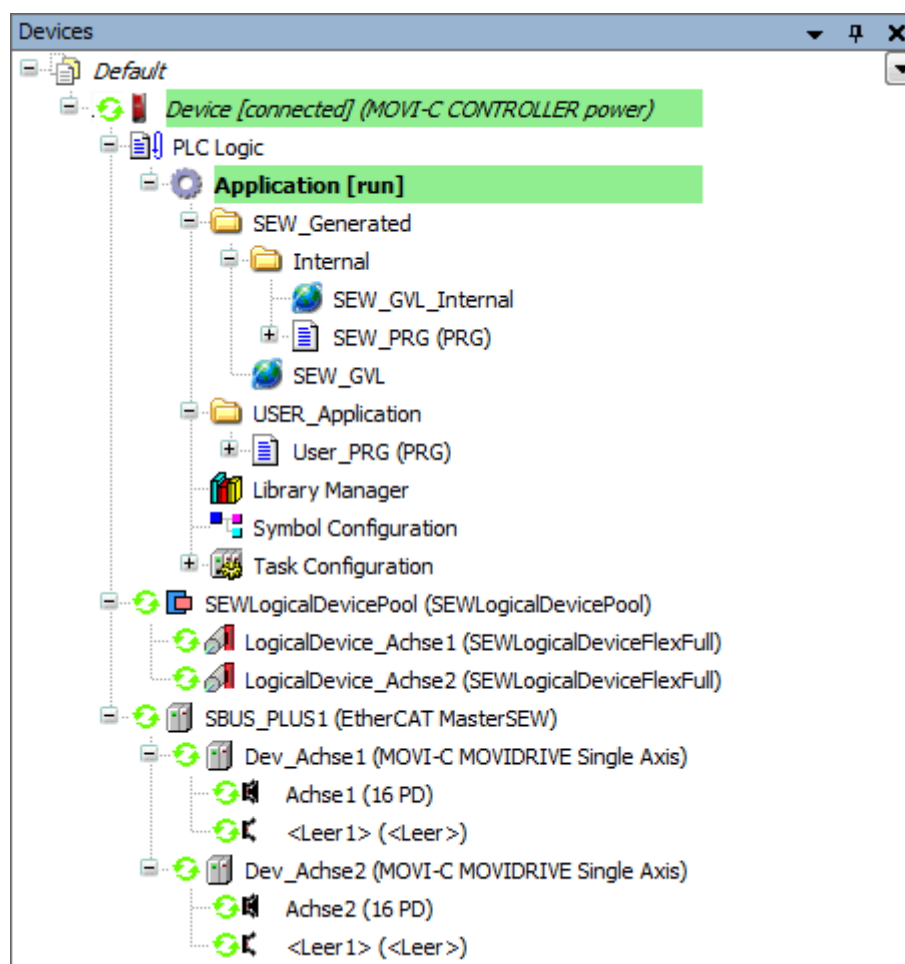 Devices
Default
Device [connected] (MOVI-C CONTROLLER power)
PLC Logic
Application [run]
SEW_Generated
Internal
SEW_GVL_Internal
SEW_PRG (PRG)
SEW_GVL
USER_Application
User_PRG (PRG)
Library Manager
Symbol Configuration
Task Configuration
SEWLogicalDevicePool (SEWLogicalDevicePool)
LogicalDevice_Achse1 (SEWLogicalDeviceFlexFull)
LogicalDevice_Achse2 (SEWLogicalDeviceFlexFull)
SBUS_PLUS1 (EtherCAT MasterSEW)
Dev_Achse1 (MOVI-C MOVIDRIVE Single Axis)
Achse1 (16 PD)
<Leer1> (<Leer>)
Dev_Achse2 (MOVI-C MOVIDRIVE Single Axis)
Achse2 (16 PD)
<Leer1> (<Leer>)